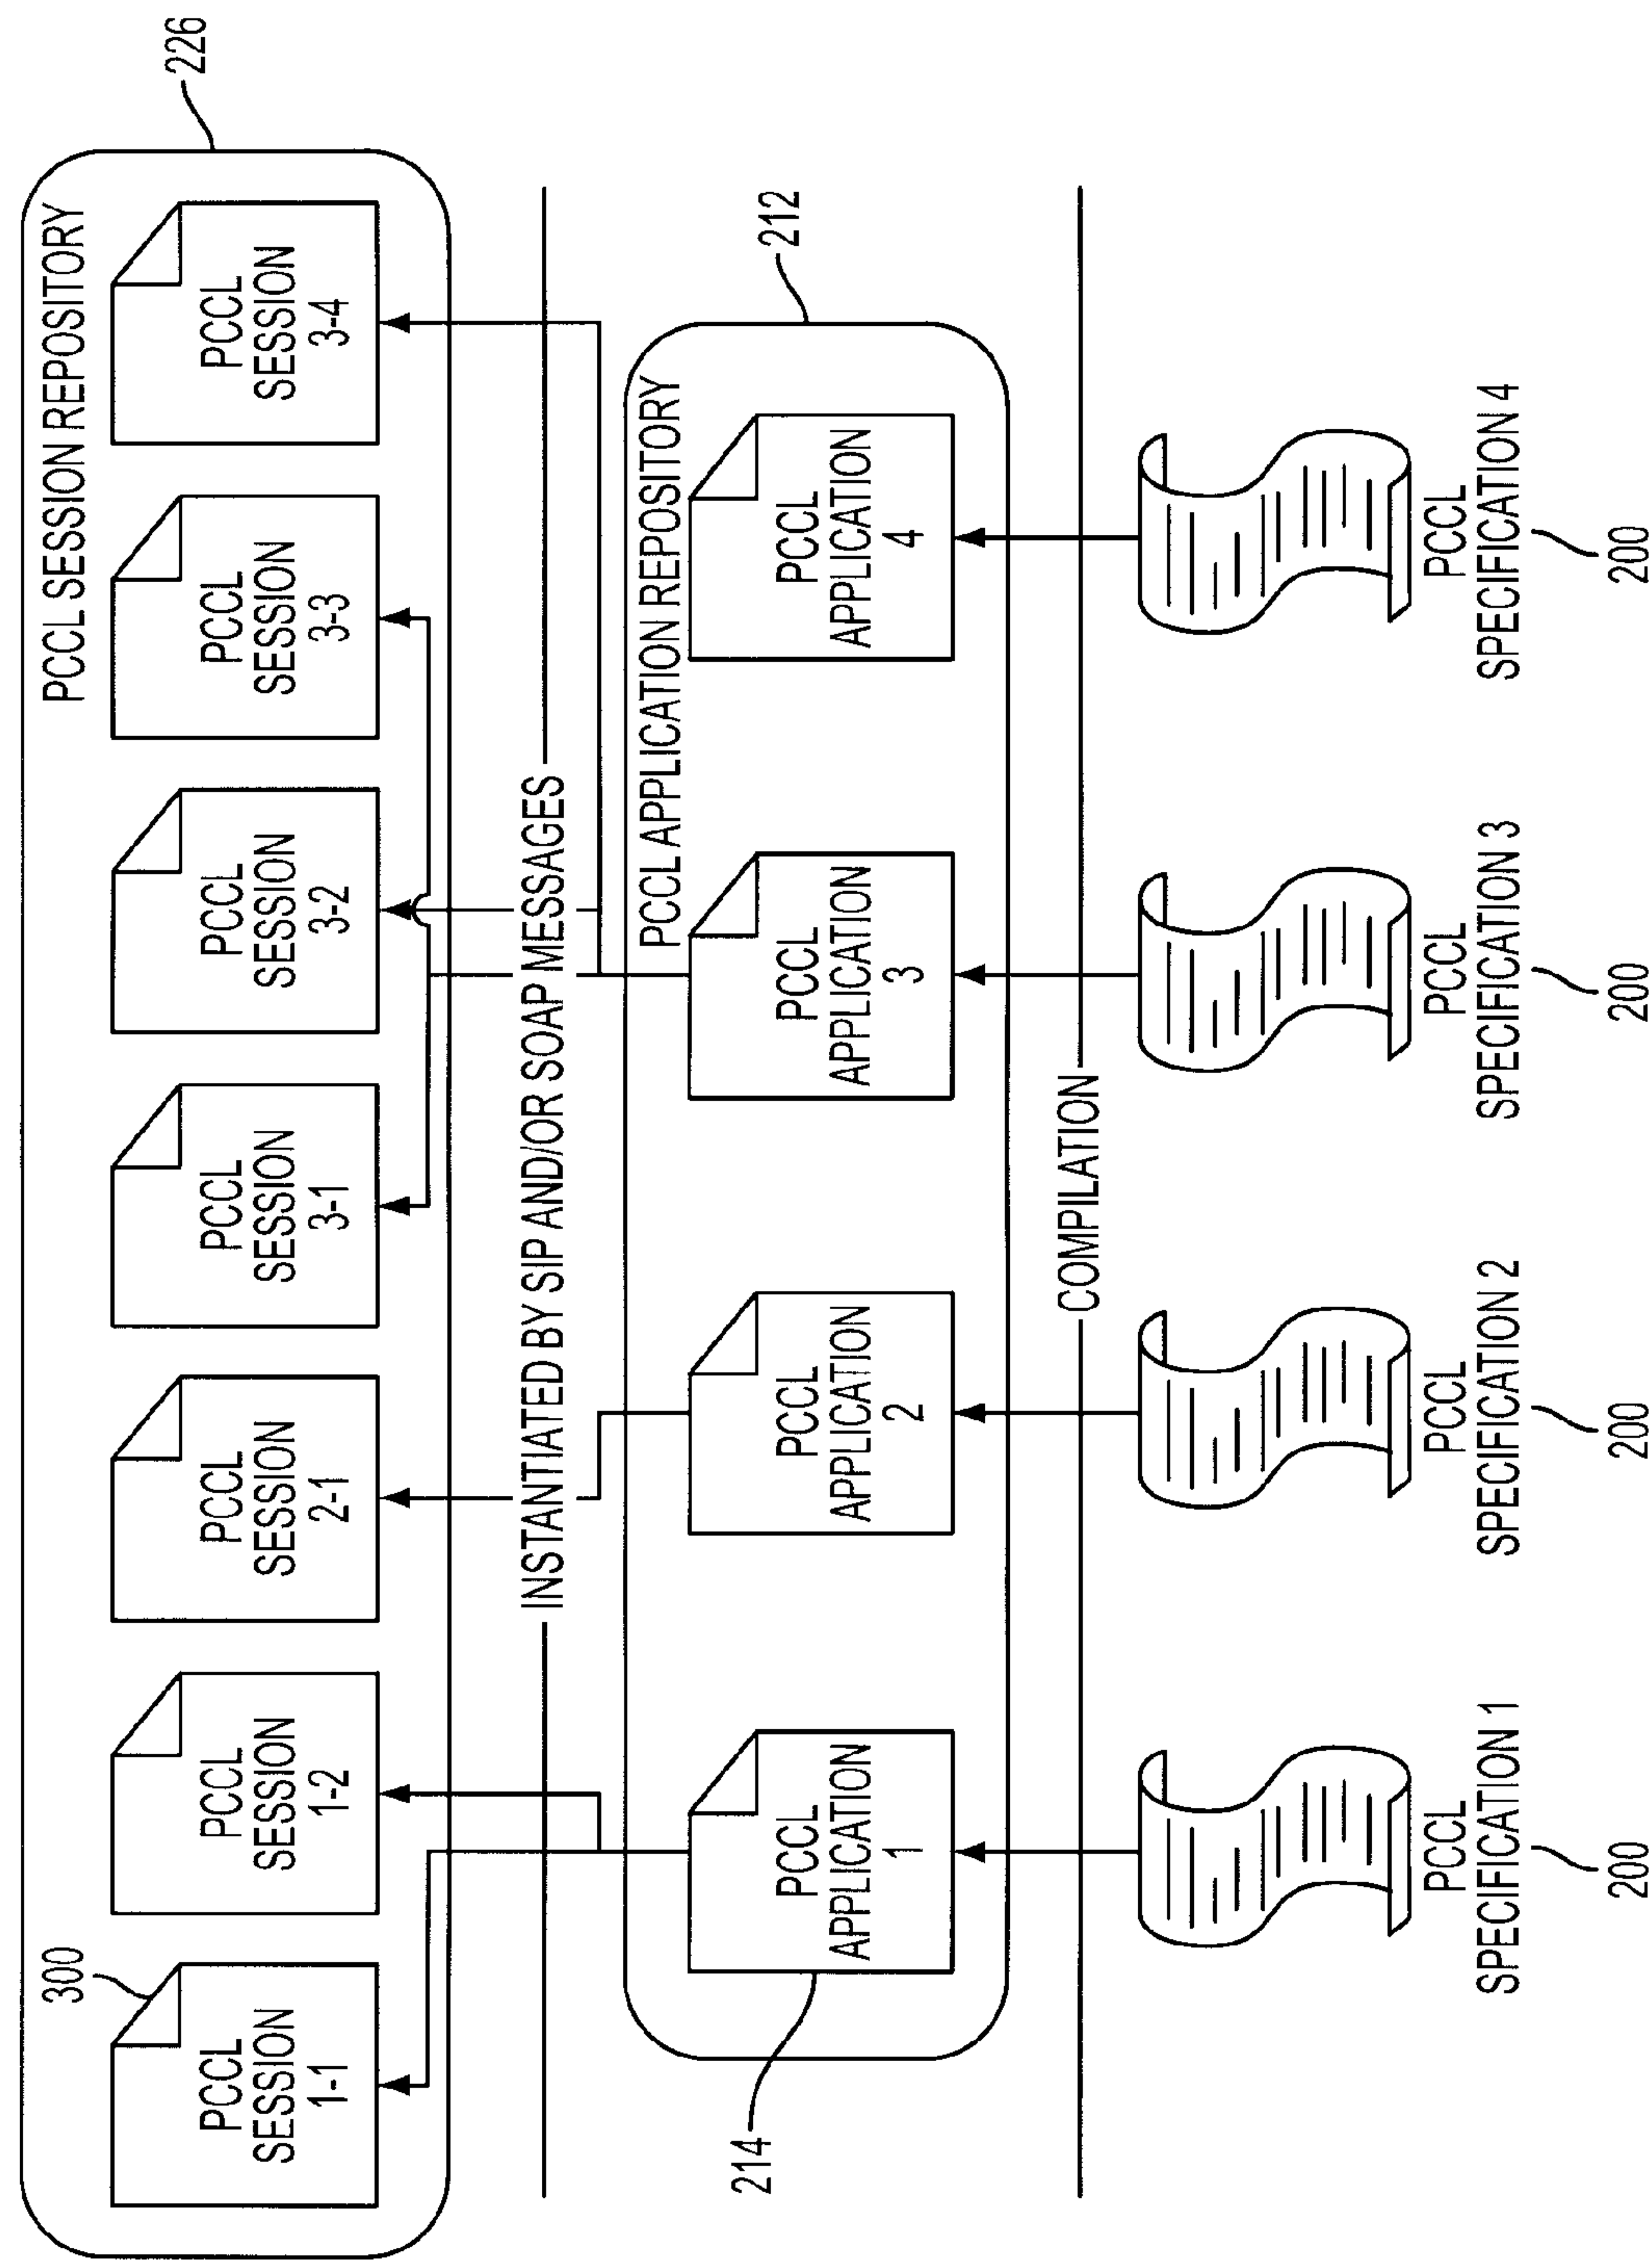 226
PCCL SESSION REPOSITORY
300
PCCL
SESSION
1-1
PCCL
SESSION
1-2
PCCL
SESSION
2-1
PCCL
SESSION
3-1
PCCL
SESSION
3-2
PCCL
SESSION
3-3
PCCL
SESSION
3-4
INSTANTIATED BY SIP AND/OR SOAP MESSAGES
212
PCCL APPLICATION REPOSITORY
214
PCCL
APPLICATION
1
PCCL
APPLICATION
2
PCCL
APPLICATION
3
PCCL
APPLICATION
4
COMPILATION
PCCL
SPECIFICATION 1
200
PCCL
SPECIFICATION 2
200
PCCL
SPECIFICATION 3
200
PCCL
SPECIFICATION 4
200